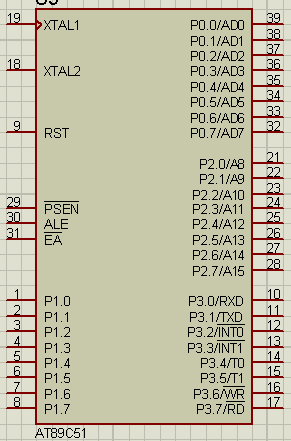 19 XTAL1 P0.0/AD0 39
P0.1/AD1 38
P0.2/AD2 37
18 XTAL2 P0.3/AD3 36
P0.4/AD4 35
P0.5/AD5 34
P0.6/AD6 33
9 RST P0.7/AD7 32
P2.0/A8 21
P2.1/A9 22
P2.2/A10 23
29 PSEN P2.3/A11 24
30 ALE P2.4/A12 25
31 EA P2.5/A13 26
P2.6/A14 27
P2.7/A15 28
1 P1.0 P3.0/RXD 10
2 P1.1 P3.1/TXD 11
3 P1.2 P3.2/INT0 12
4 P1.3 P3.3/INT1 13
5 P1.4 P3.4/T0 14
6 P1.5 P3.5/T1 15
7 P1.6 P3.6/WR 16
8 P1.7 P3.7/RD 17
AT89C51